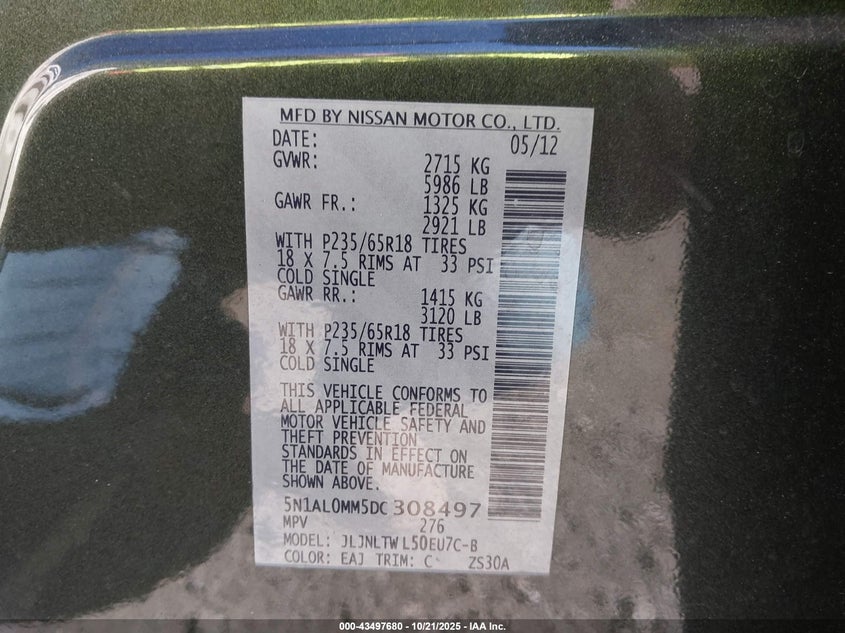 MFD BY NISSAN MOTOR CO., LTD.
DATE: 05/12
GVWR: 2715 KG
5986 LB
GAWR FR.: 1325 KG
2921 LB
WITH P235/65R18 TIRES
18 X 7.5 RIMS AT 33 PSI
COLD SINGLE
GAWR RR.: 1415 KG
3120 LB
WITH P235/65R18 TIRES
18 X 7.5 RIMS AT 33 PSI
COLD SINGLE
THIS VEHICLE CONFORMS TO
ALL APPLICABLE FEDERAL
MOTOR VEHICLE SAFETY AND
THEFT PREVENTION
STANDARDS IN EFFECT ON
THE DATE OF MANUFACTURE
SHOWN ABOVE.
5N1AL0MM5DC308497
MPV 276
MODEL: JLJNLTW L50EU7C-B
COLOR: EAJ TRIM: C ZS30A
000-43497680 - 10/21/2025 - IAA Inc.